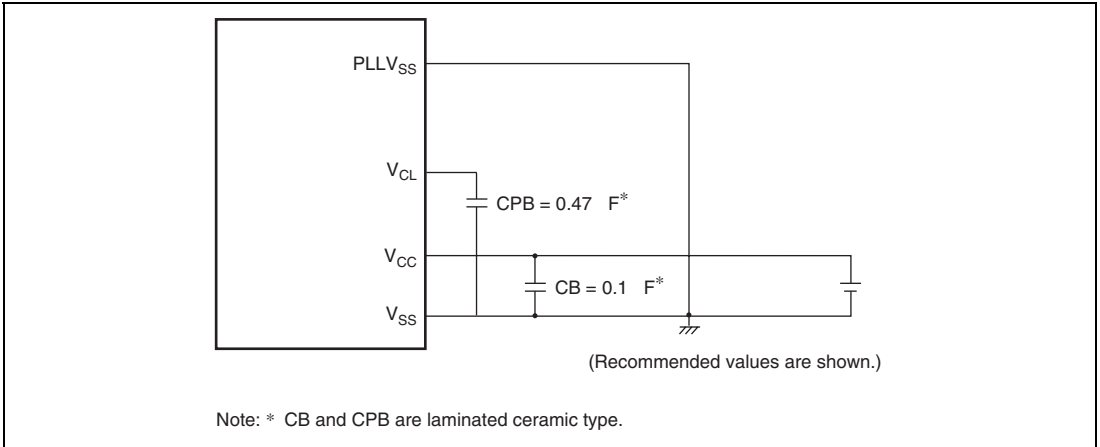 PLLVSS
VCL
CPB = 0.47 F*
VCC
CB = 0.1 F*
VSS
(Recommended values are shown.)
Note: * CB and CPB are laminated ceramic type.